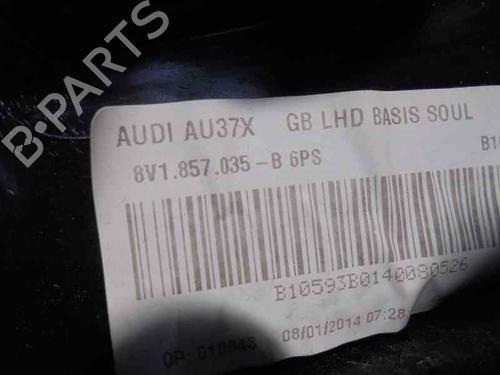 B-PARTS
AUDI AU37X GB LHD BASIS SOUL
8V1.857.035-B 6PS
B10593B0140080526
08/01/2014 07:28